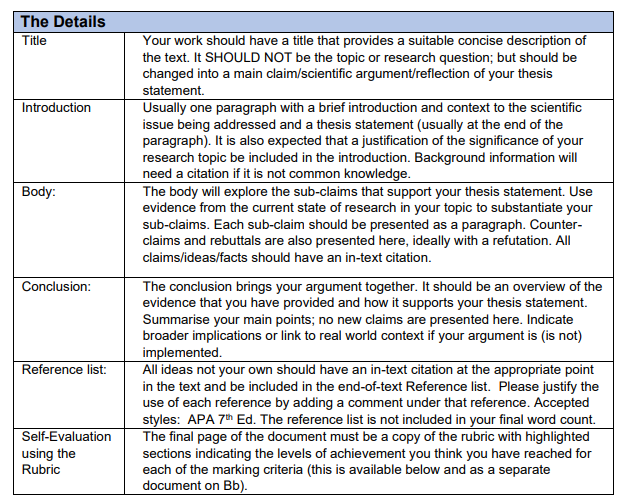 The Details
Title
Your work should have a title that provides a suitable concise description of
the text. It SHOULD NOT be the topic or research question; but should be
changed into a main claim/scientific argument/reflection of your thesis
statement.
Introduction
Usually one paragraph with a brief introduction and context to the scientific
issue being addressed and a thesis statement (usually at the end of the
paragraph). It is also expected that a justification of the significance of your
research topic be included in the introduction. Background information will
need a citation if it is not common knowledge.
Body:
The body will explore the sub-claims that support your thesis statement. Use
evidence from the current state of research in your topic to substantiate your
sub-claims. Each sub-claim should be presented as a paragraph. Counter-
claims and rebuttals are also presented here, ideally with a refutation. All
claims/ideas/facts should have an in-text citation.
Conclusion:
The conclusion brings your argument together. It should be an overview of the
evidence that you have provided and how it supports your thesis statement.
Summarise your main points; no new claims are presented here. Indicate
broader implications or link to real world context if your argument is (is not)
implemented.
Reference list:
All ideas not your own should have an in-text citation at the appropriate point
in the text and be included in the end-of-text Reference list. Please justify the
use of each reference by adding a comment under that reference. Accepted
styles: APA 7th Ed. The reference list is not included in your final word count.
Self-Evaluation
using the
Rubric
The final page of the document must be a copy of the rubric with highlighted
sections indicating the levels of achievement you think you have reached for
each of the marking criteria (this is available below and as a separate
document on Bb).